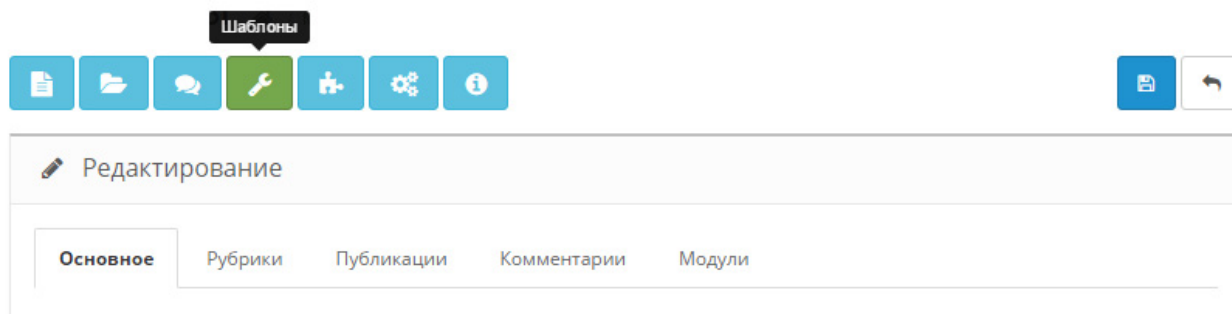 Шаблоны
Редактирование
Основное Рубрики Публикации Комментарии Модули